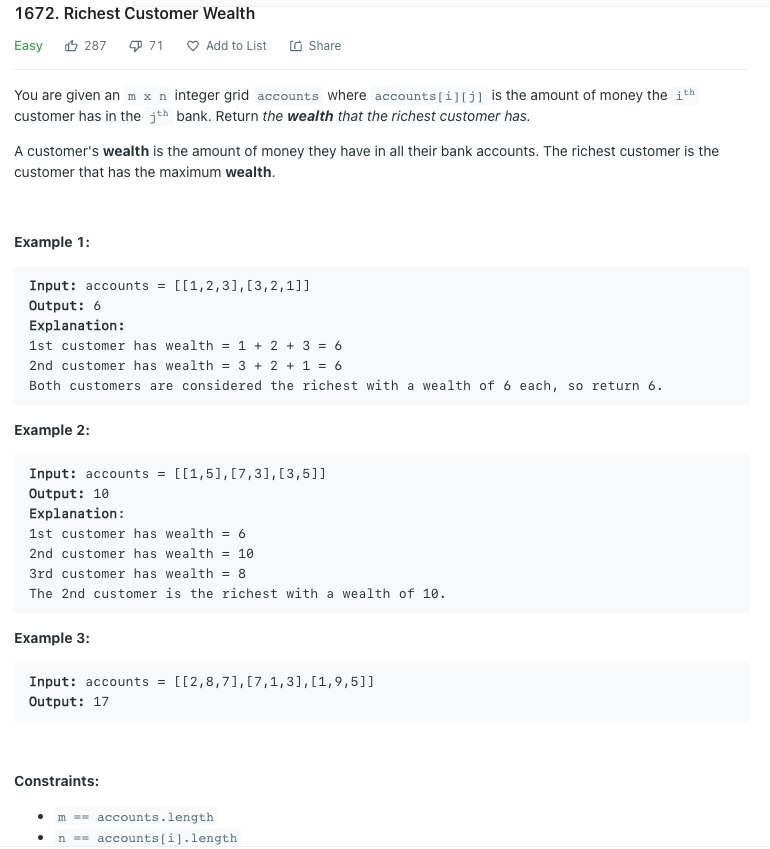 1672. Richest Customer Wealth
Easy 287 71 Add to List Share
You are given an m x n integer grid accounts where accounts[i][j] is the amount of money the ith
customer has in the jth bank. Return the wealth that the richest customer has.
A customer's wealth is the amount of money they have in all their bank accounts. The richest customer is the
customer that has the maximum wealth.
Example 1:
Input: accounts = [[1,2,3],[3,2,1]]
Output: 6
Explanation:
1st customer has wealth = 1 + 2 + 3 = 6
2nd customer has wealth = 3 + 2 + 1 = 6
Both customers are considered the richest with a wealth of 6 each, so return 6.
Example 2:
Input: accounts = [[1,5],[7,3],[3,5]]
Output: 10
Explanation:
1st customer has wealth = 6
2nd customer has wealth = 10
3rd customer has wealth = 8
The 2nd customer is the richest with a wealth of 10.
Example 3:
Input: accounts = [[2,8,7],[7,1,3],[1,9,5]]
Output: 17
Constraints:
• m == accounts.length
• n == accounts[i].length